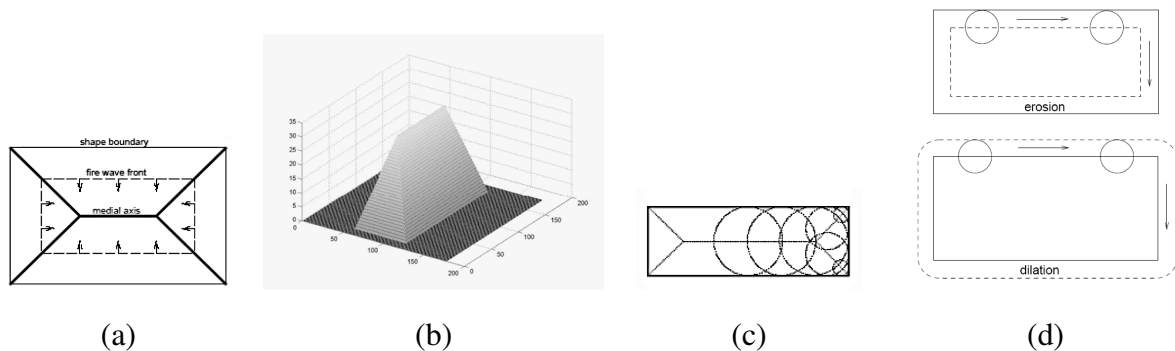 shape boundary
fire wave front
medial axis
35
30
25
20
15
10
5
0
0
50
100
150
200
0
50
100
150
200
erosion
dilation
(a)
(b)
(c)
(d)